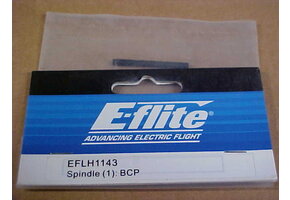 E-flite
ADVANCING ELECTRIC FLIGHT
EFLH1143
Spindle (1): BCP